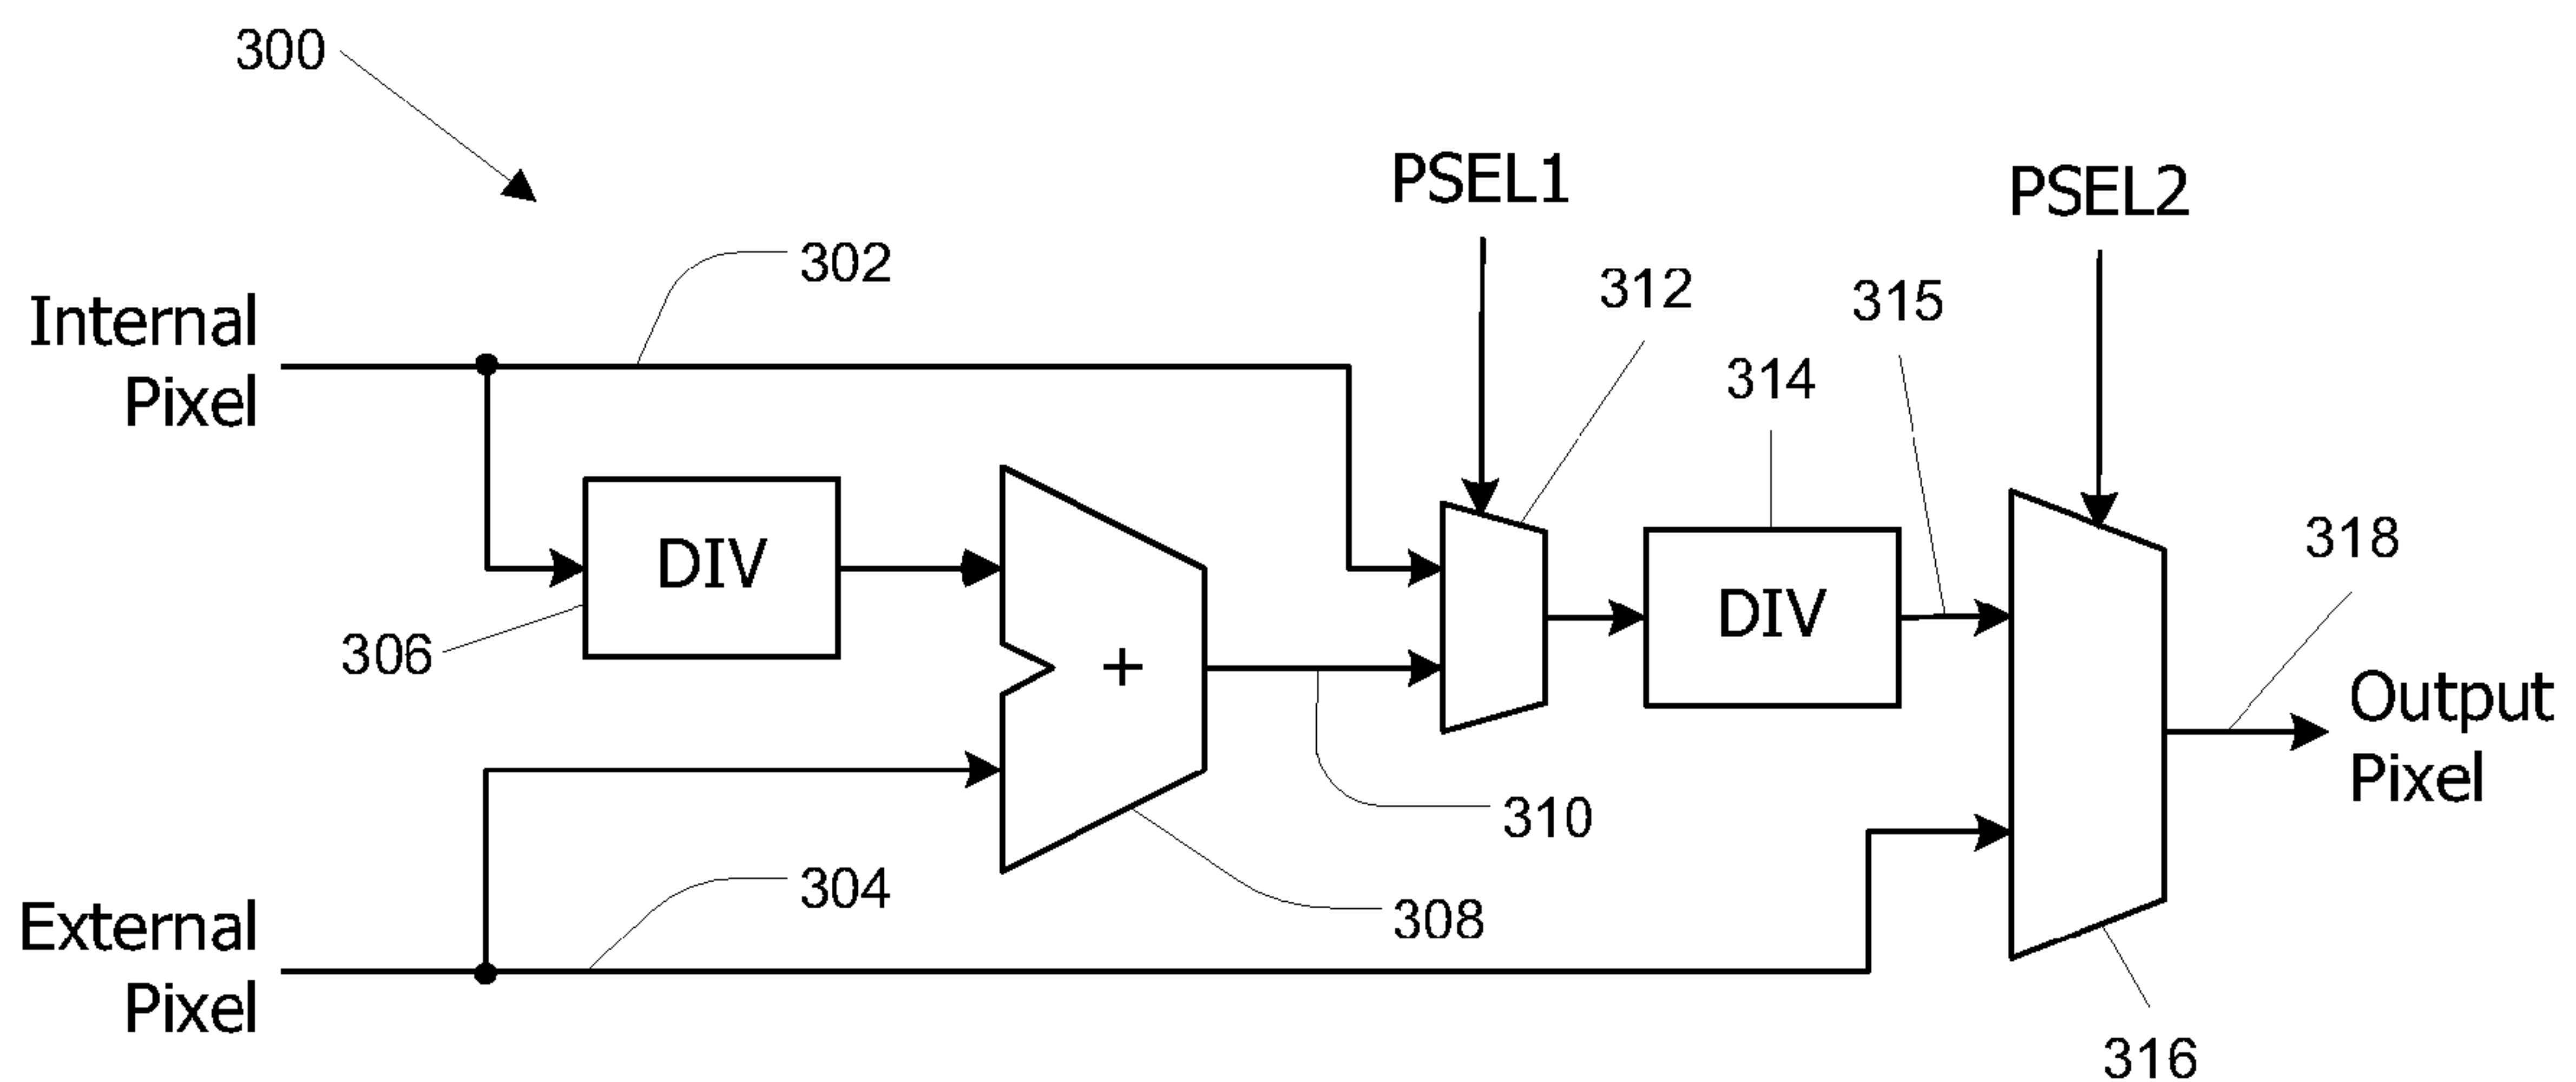 300
PSEL1
PSEL2
302
312
315
Internal
Pixel
314
DIV
318
306
DIV
+
Output
Pixel
310
304
308
External
Pixel
316